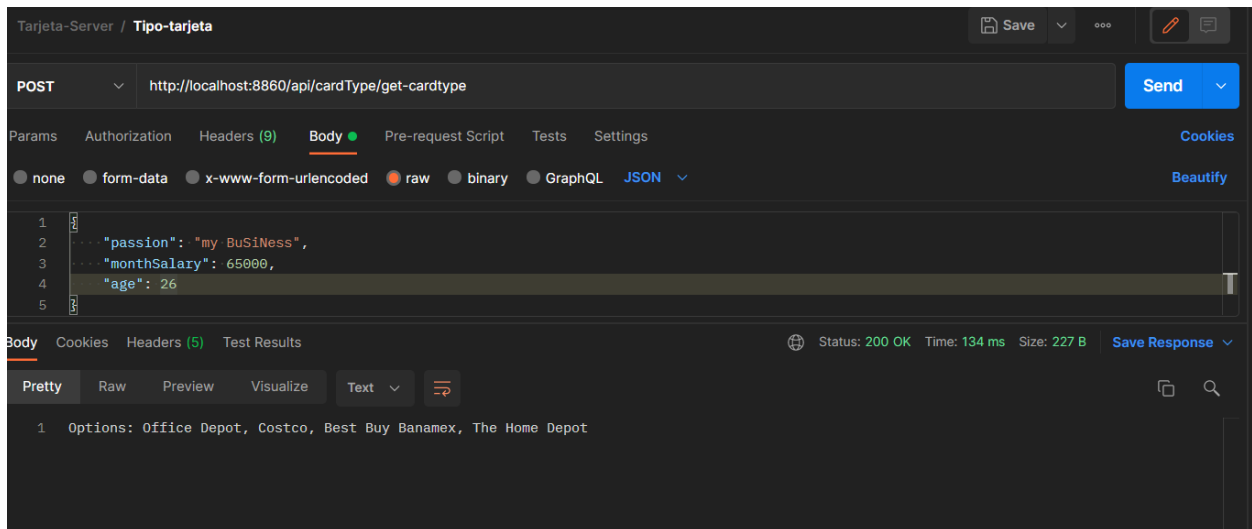 Tarjeta-Server / Tipo-tarjeta Save
POST http://localhost:8860/api/cardType/get-cardtype Send
Params Authorization Headers (9) Body Pre-request Script Tests Settings Cookies
none form-data x-www-form-urlencoded raw binary GraphQL JSON Beautify
1 {
2 "passion": "my BuSiNess",
3 "monthSalary": 65000,
4 "age": 26
5 }
Body Cookies Headers (5) Test Results Status: 200 OK Time: 134 ms Size: 227 B Save Response
Pretty Raw Preview Visualize Text
1 Options: Office Depot, Costco, Best Buy Banamex, The Home Depot